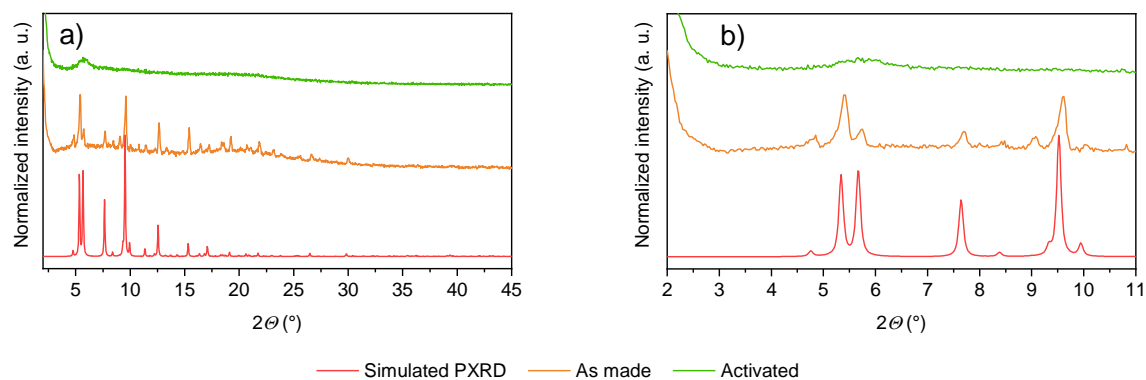 a)
Normalized intensity (a. u.)
5 10 15 20 25 30 35 40 45
2Θ (°)
b)
Normalized intensity (a. u.)
2 3 4 5 6 7 8 9 10 11
2Θ (°)
Simulated PXRD As made Activated